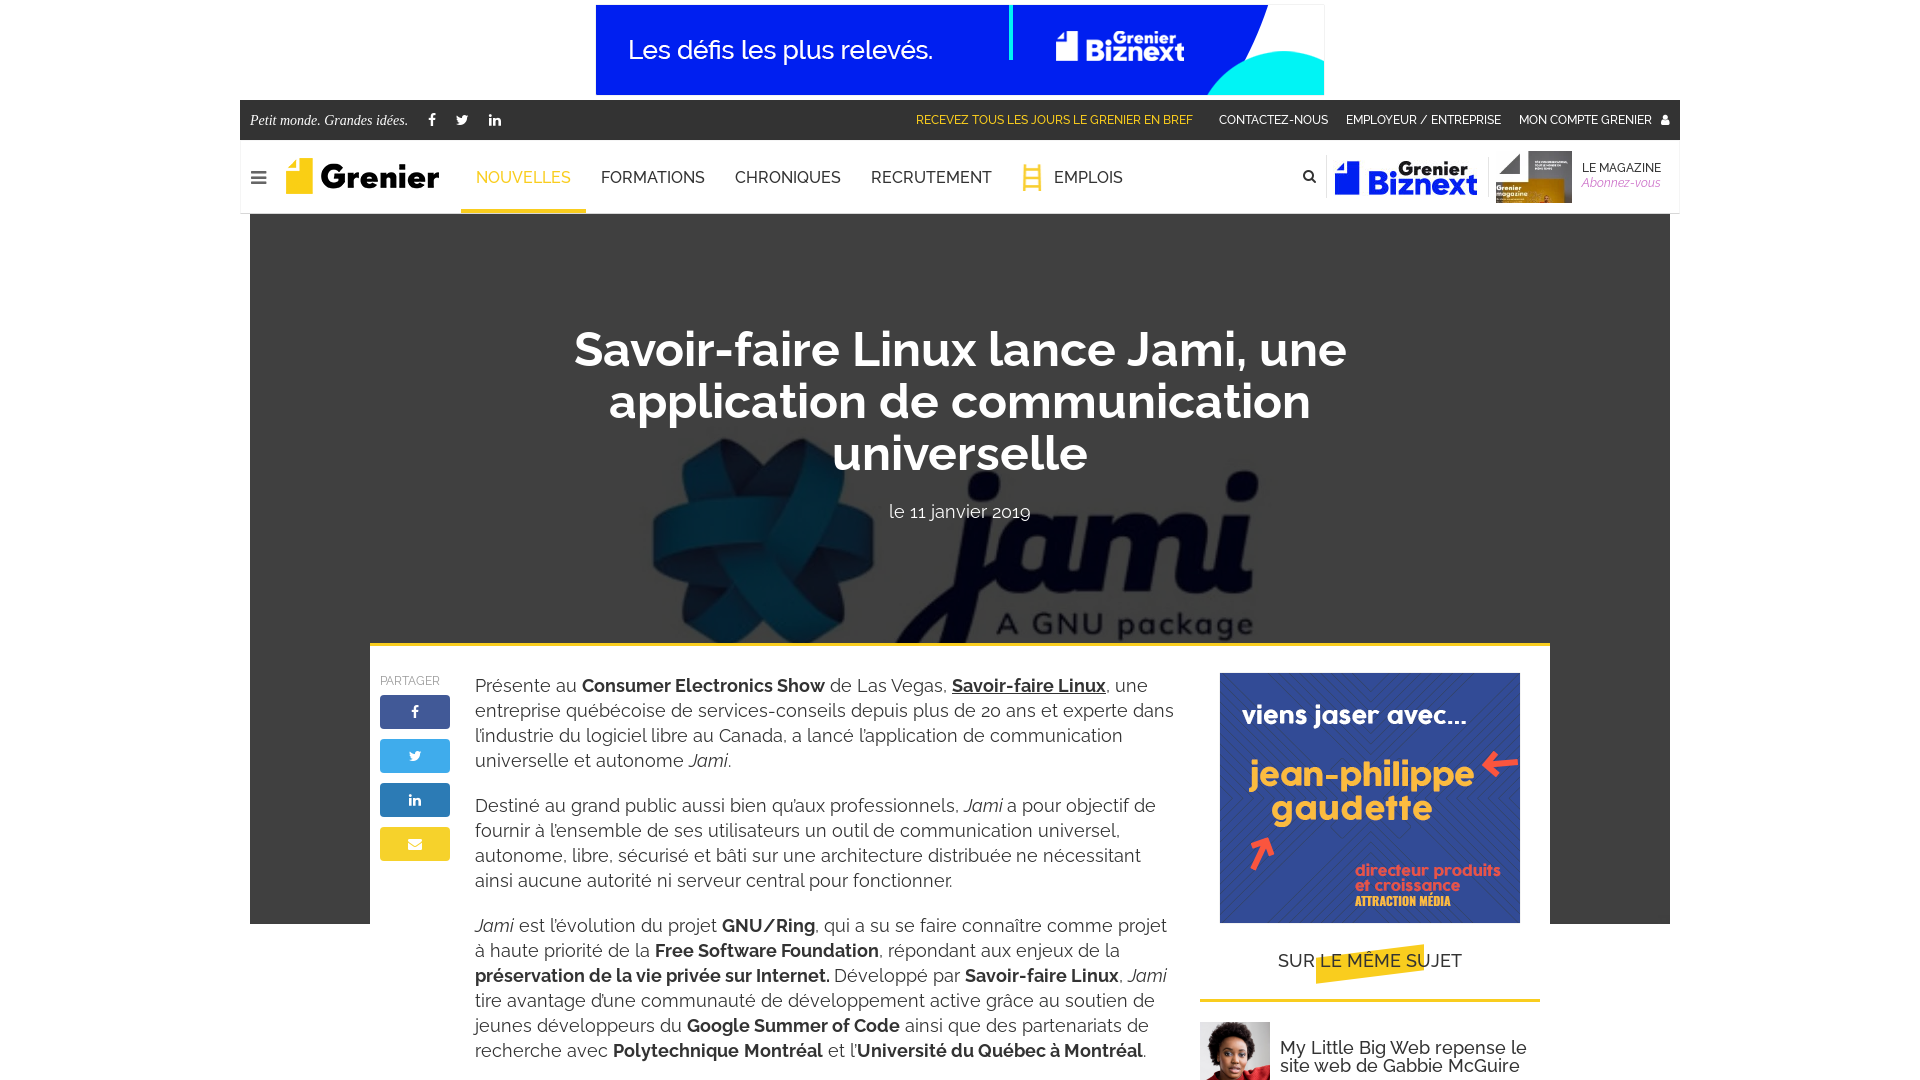 Les défis les plus relevés.
Grenier
Biznext
Petit monde. Grandes idées.
RECEVEZ TOUS LES JOURS LE GRENIER EN BREF
CONTACTEZ-NOUS
EMPLOYEUR / ENTREPRISE
MON COMPTE GRENIER
Grenier
NOUVELLES
FORMATIONS
CHRONIQUES
RECRUTEMENT
EMPLOIS
Grenier
Biznext
Grenier
magazine
LE MAGAZINE
Abonnez-vous
Savoir-faire Linux lance Jami, une
application de communication
universelle
le 11 janvier 2019
jami
A GNU package
PARTAGER
Présente au Consumer Electronics Show de Las Vegas, Savoir-faire Linux, une
entreprise québécoise de services-conseils depuis plus de 20 ans et experte dans
l’industrie du logiciel libre au Canada, a lancé l’application de communication
universelle et autonome Jami.
Destiné au grand public aussi bien qu’aux professionnels, Jami a pour objectif de
fournir à l’ensemble de ses utilisateurs un outil de communication universel,
autonome, libre, sécurisé et bâti sur une architecture distribuée ne nécessitant
ainsi aucune autorité ni serveur central pour fonctionner.
Jami est l’évolution du projet GNU/Ring, qui a su se faire connaître comme projet
à haute priorité de la Free Software Foundation, répondant aux enjeux de la
préservation de la vie privée sur Internet. Développé par Savoir-faire Linux, Jami
tire avantage d’une communauté de développement active grâce au soutien de
jeunes développeurs du Google Summer of Code ainsi que des partenariats de
recherche avec Polytechnique Montréal et l’Université du Québec à Montréal.
viens jaser avec...
jean-philippe
gaudette
directeur produits
et croissance
ATTRACTION MÉDIA
SUR LE MÊME SUJET
My Little Big Web repense le
site web de Gabbie McGuire